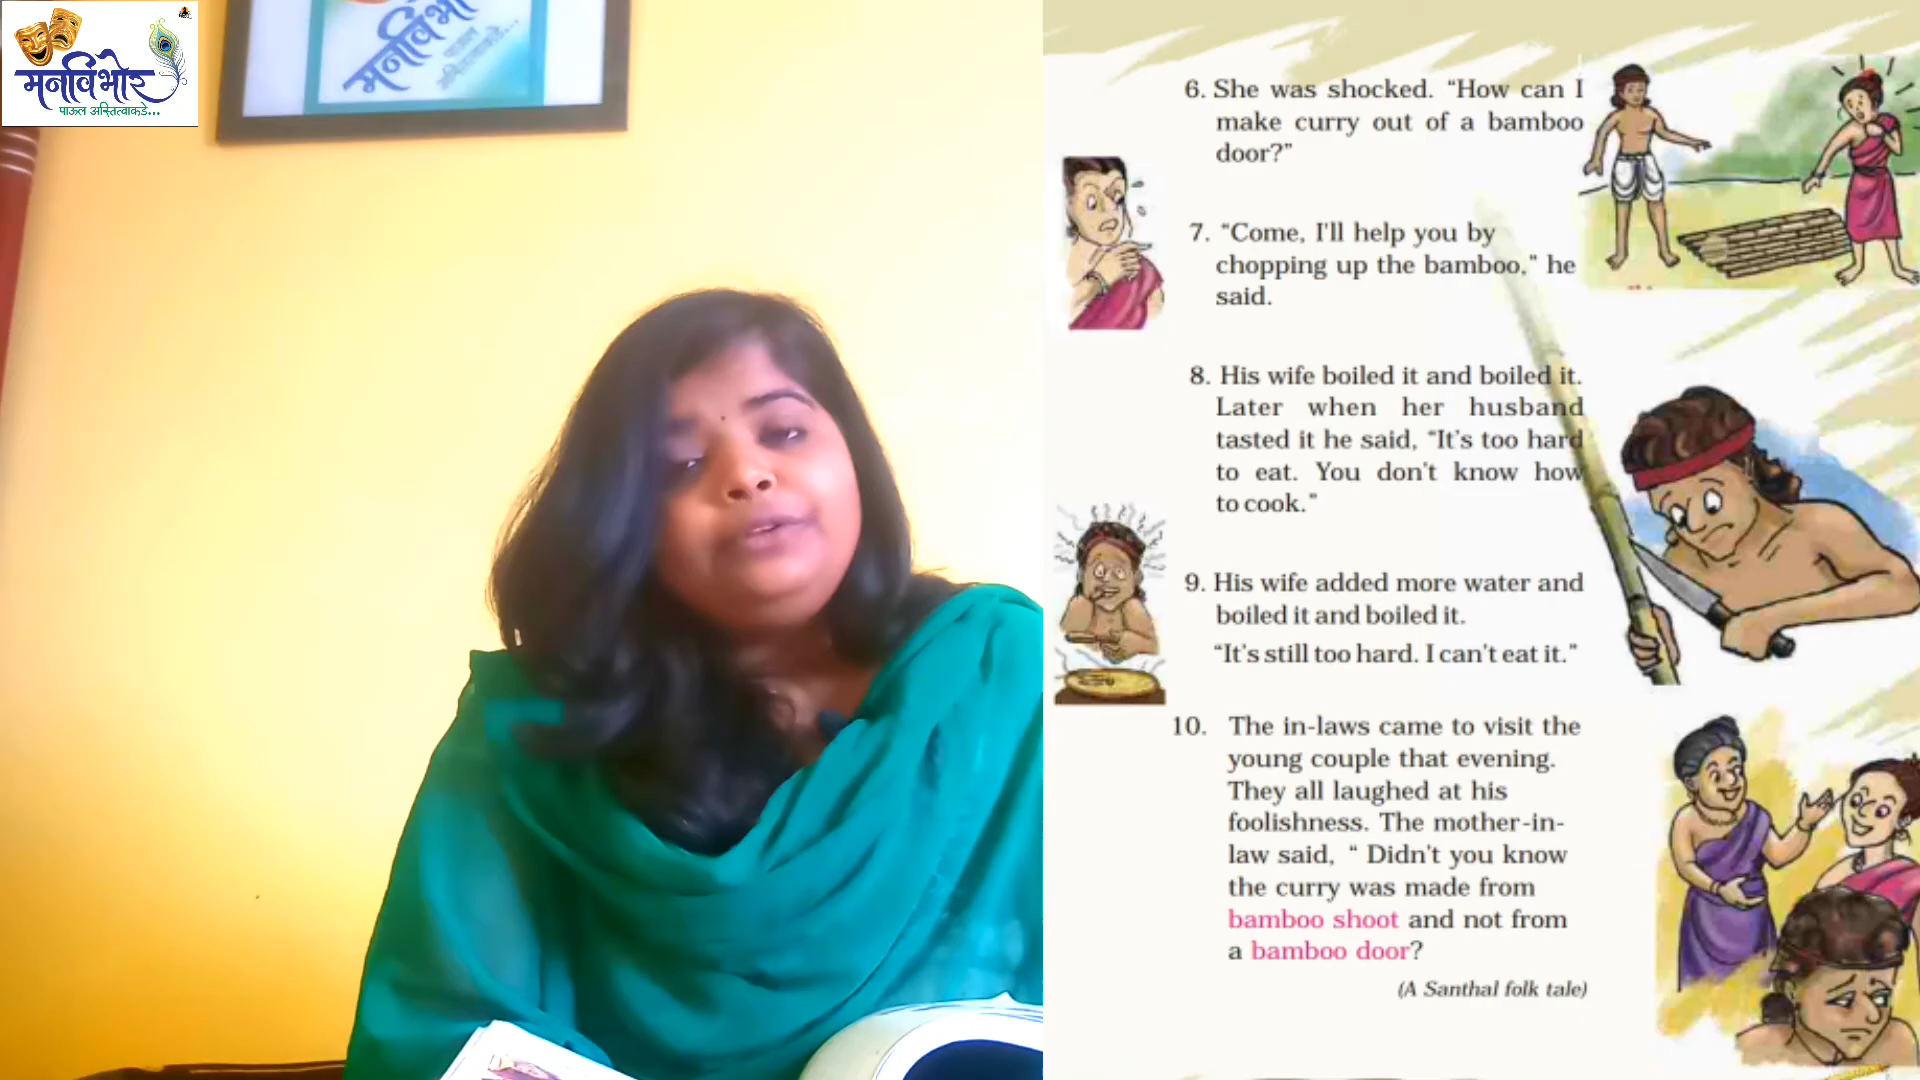 मनविभोर
पाऊल अस्तित्वाकडे...
मनविभो
6. She was shocked. “How can I
make curry out of a bamboo
door?”
7. “Come, I'll help you by
chopping up the bamboo,” he
said.
8. His wife boiled it and boiled it.
Later when her husband
tasted it he said, “It's too hard
to eat. You don't know how
to cook.”
9. His wife added more water and
boiled it and boiled it.
“It's still too hard. I can't eat it.”
10. The in-laws came to visit the
young couple that evening.
They all laughed at his
foolishness. The mother-in-
law said, “ Didn't you know
the curry was made from
bamboo shoot and not from
a bamboo door?
(A Santhal folk tale)